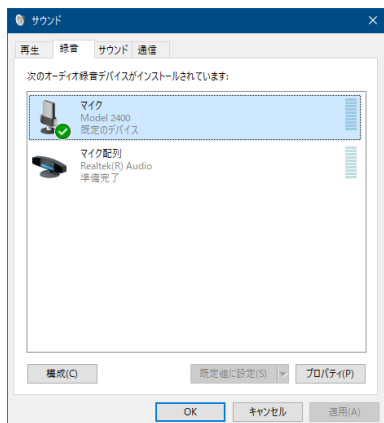 サウンド
再生 録音 サウンド 通信
次のオーディオ録音デバイスがインストールされています:
マイク
Model 2400
既定のデバイス
マイク配列
Realtek(R) Audio
準備完了
構成(C) 既定値に設定(S) プロパティ(P)
OK キャンセル 適用(A)